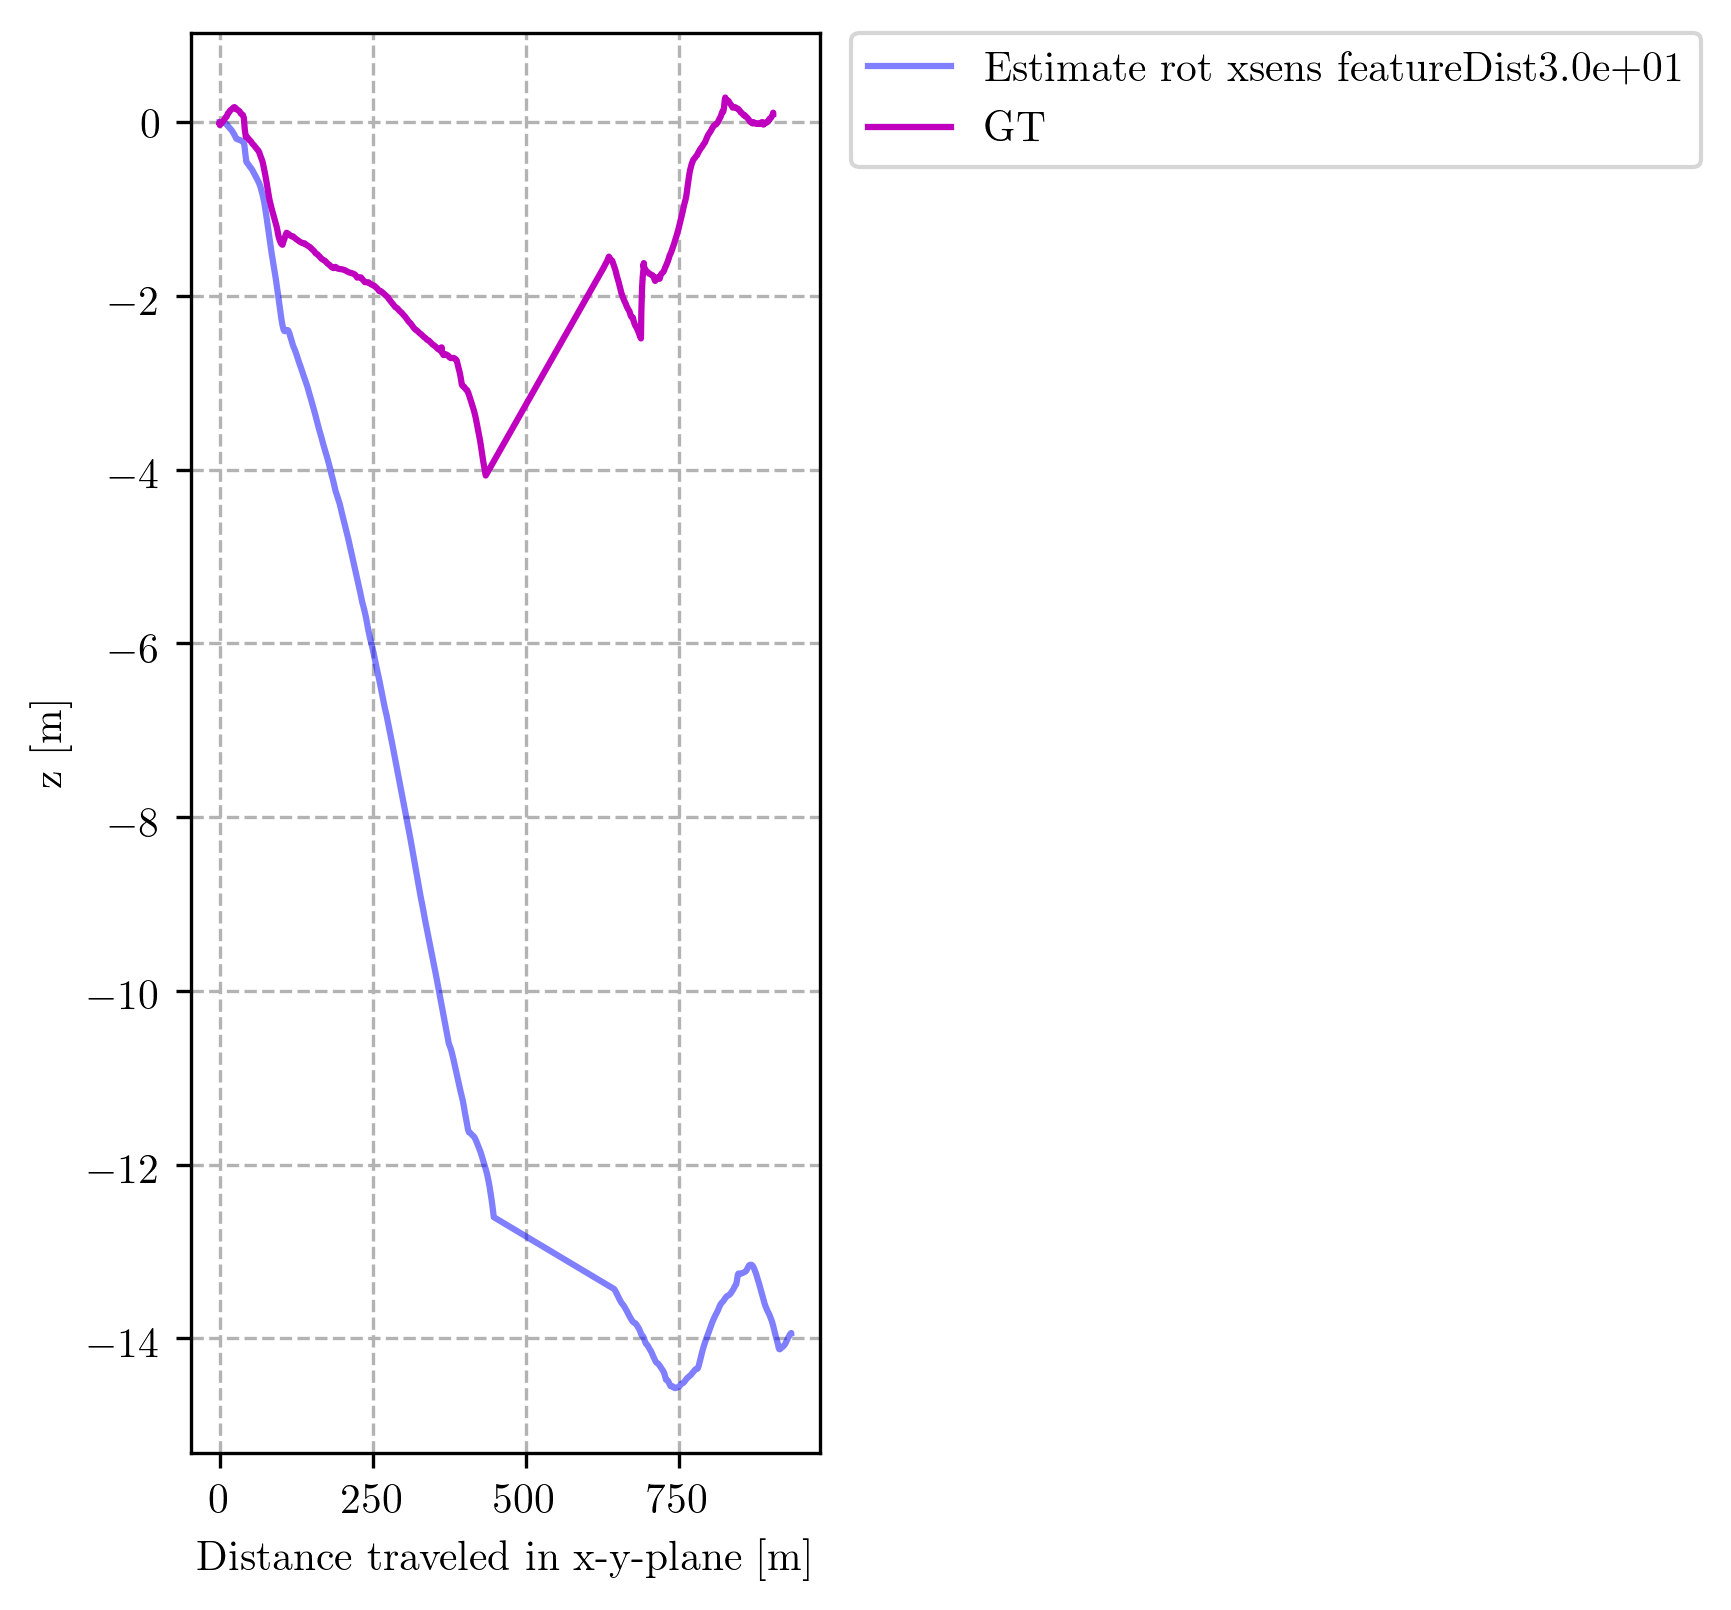 Estimate rot xsens featureDist3.0e+01
GT
0
−2
−4
−6
−8
−10
−12
−14
z [m]
0 250 500 750
Distance traveled in x-y-plane [m]